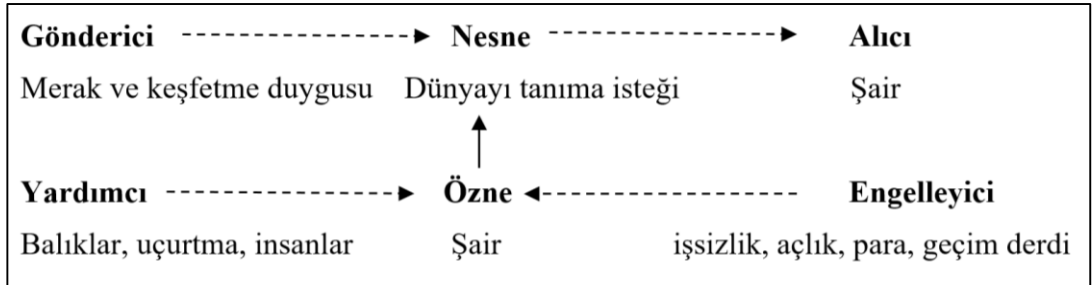 Gönderici Nesne Alıcı
Merak ve keşfetme duygusu Dünyayı tanıma isteği Şair
Yardımcı Özne Engelleyici
Balıklar, uçurtma, insanlar Şair işsizlik, açlık, para, geçim derdi